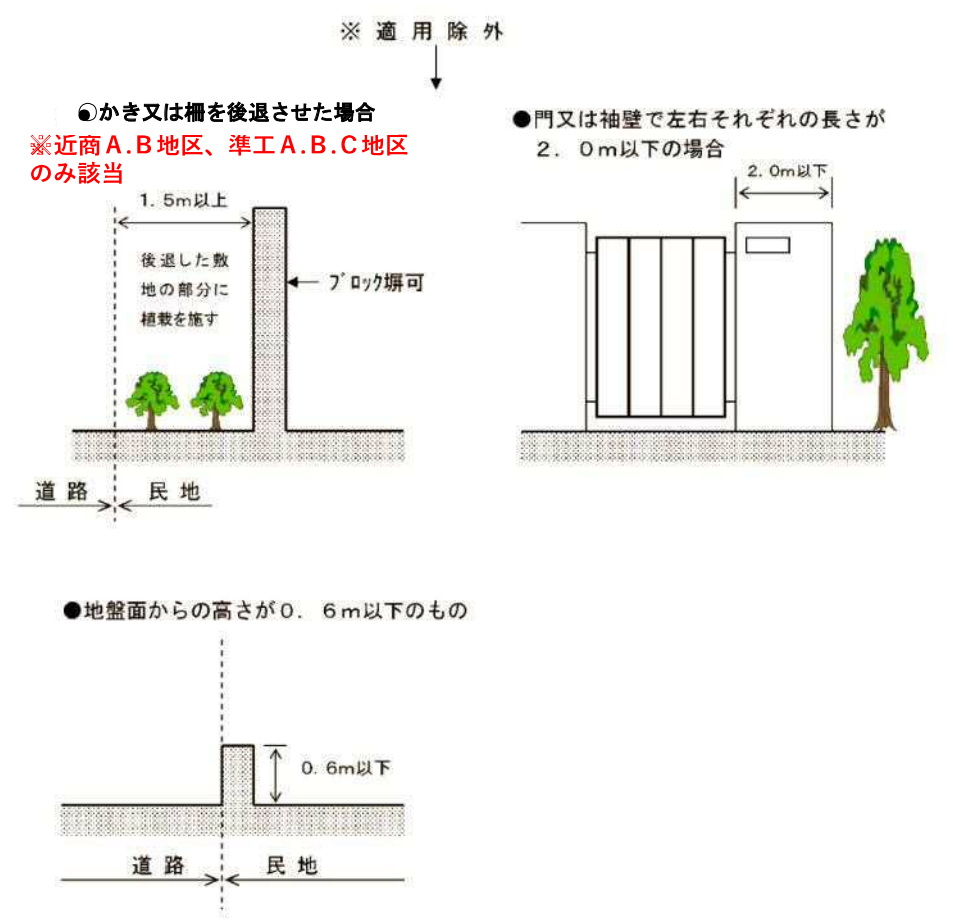 ※ 適 用 除 外
●かき又は柵を後退させた場合
※近商A.B地区、準工A.B.C地区
のみ該当
1.5m以上
後退した敷
地の部分に
植栽を施す
ブロック塀可
道 路
民 地
●門又は袖壁で左右それぞれの長さが
2.0m以下の場合
2.0m以下
●地盤面からの高さが0.6m以下のもの
0.6m以下
道 路
民 地